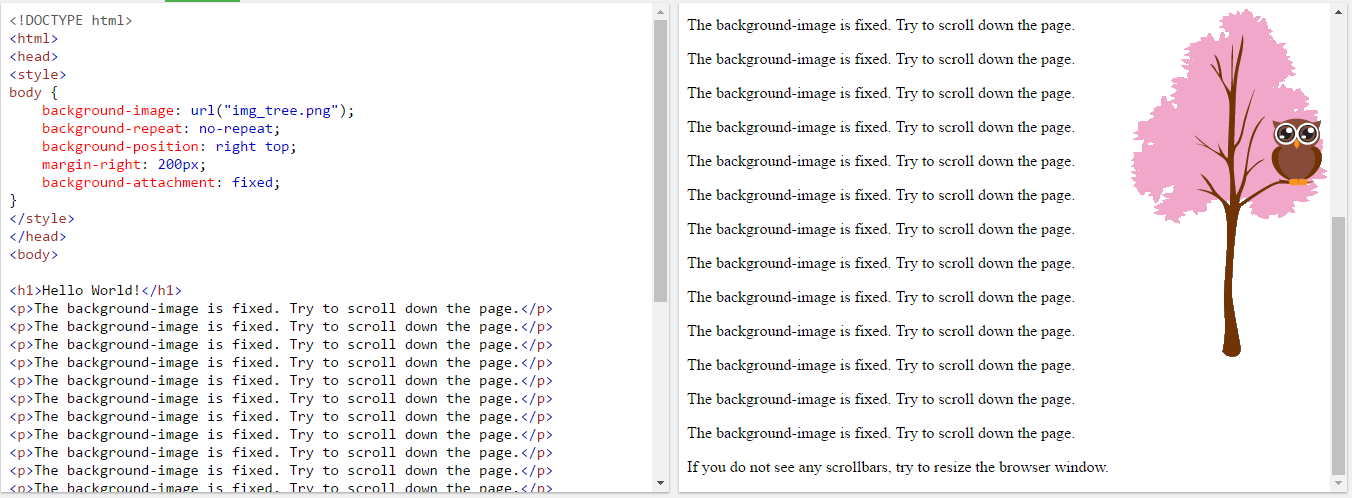 <!DOCTYPE html>
<html>
<head>
<style>
body {
    background-image: url("img_tree.png");
    background-repeat: no-repeat;
    background-position: right top;
    margin-right: 200px;
    background-attachment: fixed;
}
</style>
</head>
<body>
<h1>Hello World!</h1>
<p>The background-image is fixed. Try to scroll down the page.</p>
<p>The background-image is fixed. Try to scroll down the page.</p>
<p>The background-image is fixed. Try to scroll down the page.</p>
<p>The background-image is fixed. Try to scroll down the page.</p>
<p>The background-image is fixed. Try to scroll down the page.</p>
<p>The background-image is fixed. Try to scroll down the page.</p>
<p>The background-image is fixed. Try to scroll down the page.</p>
<p>The background-image is fixed. Try to scroll down the page.</p>
<p>The background-image is fixed. Try to scroll down the page.</p>
<p>The background-image is fixed. Try to scroll down the page.</p>
<p>The background-image is fixed. Try to scroll down the page.</p>
The background-image is fixed. Try to scroll down the page.
The background-image is fixed. Try to scroll down the page.
The background-image is fixed. Try to scroll down the page.
The background-image is fixed. Try to scroll down the page.
The background-image is fixed. Try to scroll down the page.
The background-image is fixed. Try to scroll down the page.
The background-image is fixed. Try to scroll down the page.
The background-image is fixed. Try to scroll down the page.
The background-image is fixed. Try to scroll down the page.
The background-image is fixed. Try to scroll down the page.
The background-image is fixed. Try to scroll down the page.
The background-image is fixed. Try to scroll down the page.
The background-image is fixed. Try to scroll down the page.
If you do not see any scrollbars, try to resize the browser window.